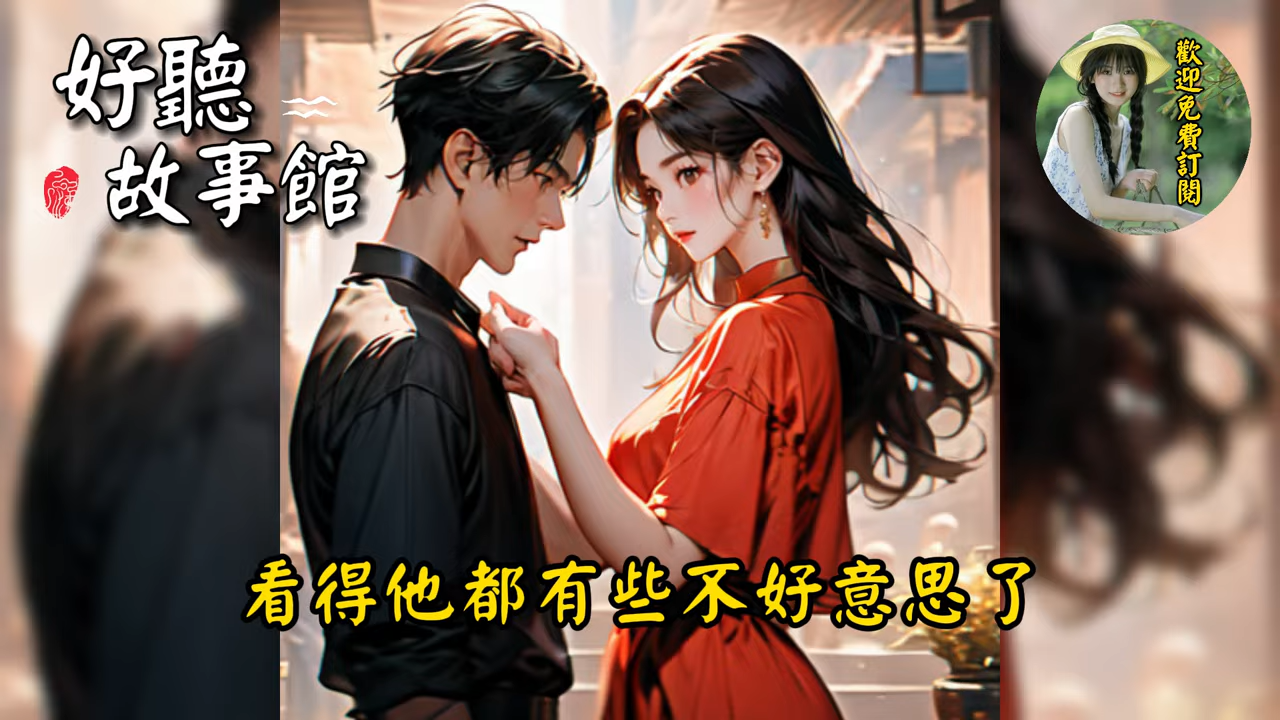 好聽
故事館
歡迎免費訂閱
看得他都有些不好意思了